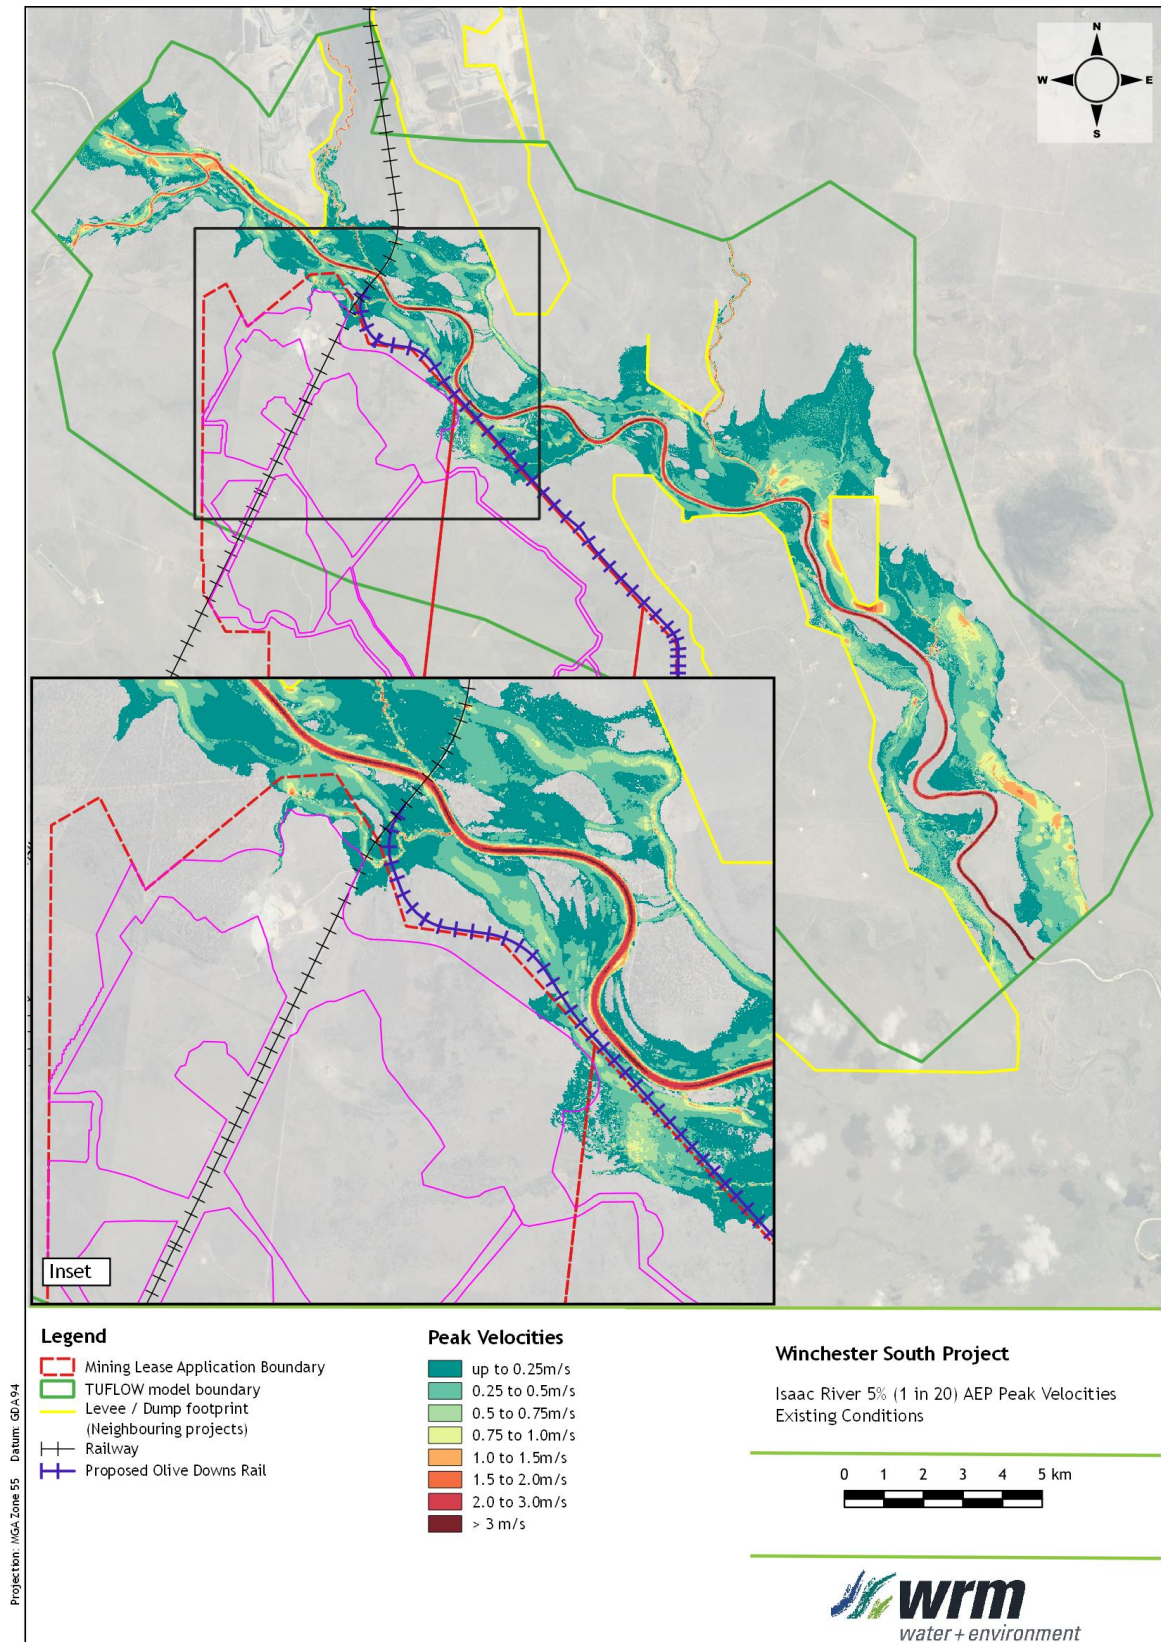 N
W
E
S
Inset
Legend
Mining Lease Application Boundary
TUFLOW model boundary
Levee / Dump footprint
(Neighbouring projects)
Railway
Proposed Olive Downs Rail
Peak Velocities
up to 0.25m/s
0.25 to 0.5m/s
0.5 to 0.75m/s
0.75 to 1.0m/s
1.0 to 1.5m/s
1.5 to 2.0m/s
2.0 to 3.0m/s
> 3 m/s
Winchester South Project
Isaac River 5% (1 in 20) AEP Peak Velocities
Existing Conditions
0 1 2 3 4 5 km
wrm
water + environment
Projection: MGA Zone 55 Datum: GDA94